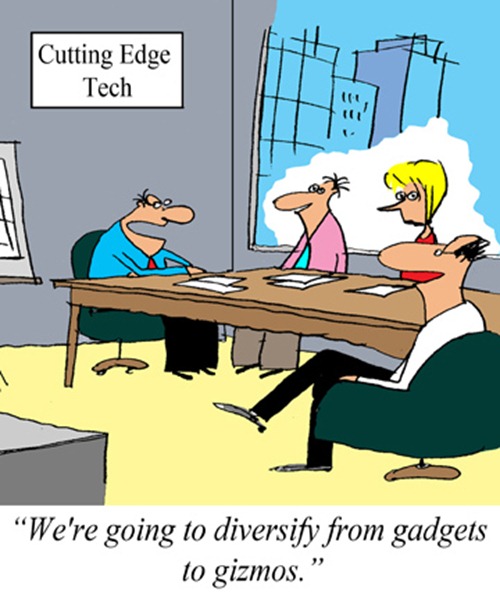 Cutting Edge
Tech
“We're going to diversify from gadgets
to gizmos.”